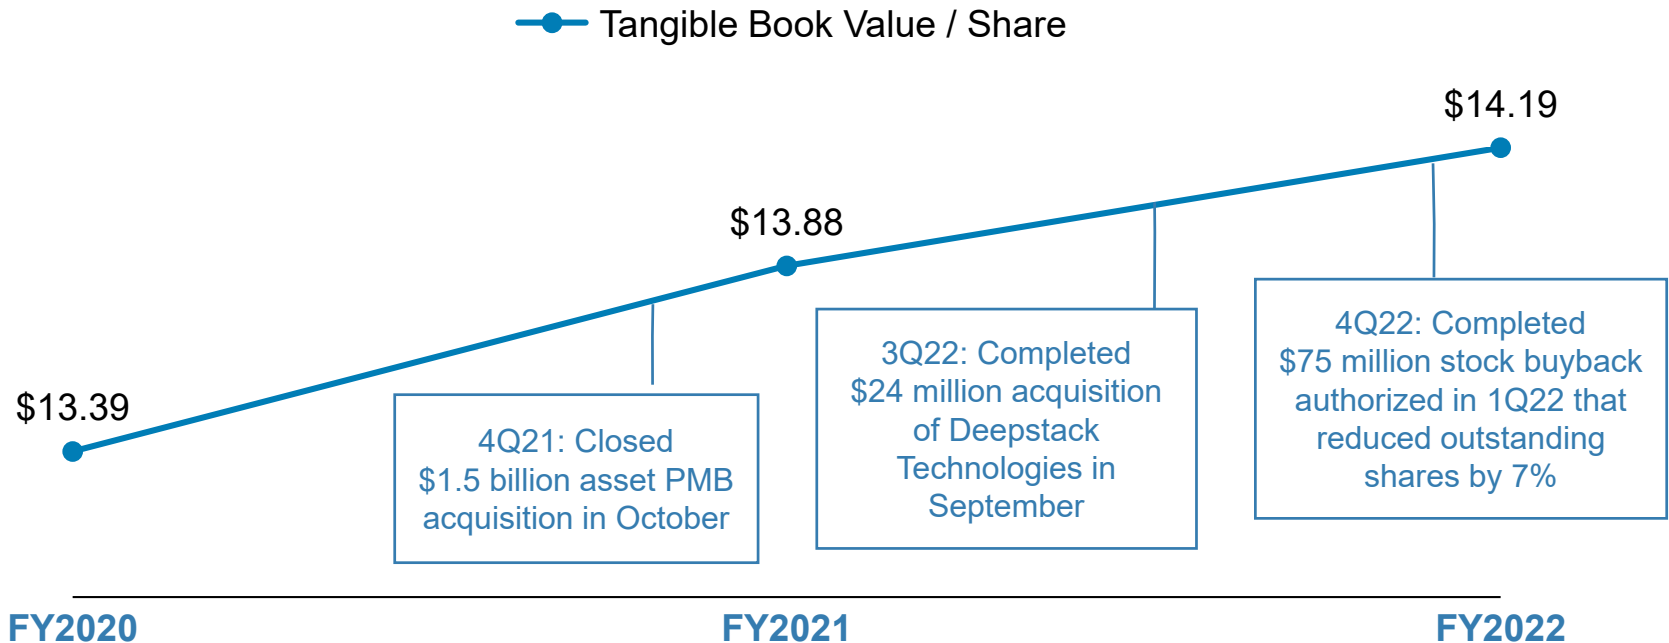 Tangible Book Value / Share
$14.19
$13.88
$13.39
4Q21: Closed
$1.5 billion asset PMB
acquisition in October
3Q22: Completed
$24 million acquisition
of Deepstack
Technologies in
September
4Q22: Completed
$75 million stock buyback
authorized in 1Q22 that
reduced outstanding
shares by 7%
FY2020
FY2021
FY2022